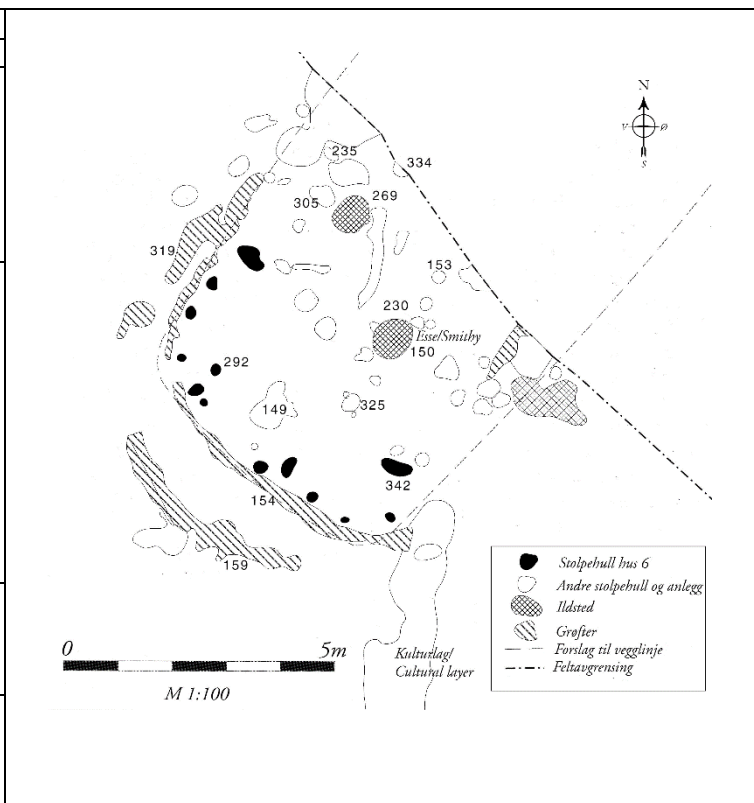 N
v ø
s
235
334
305 269
319
153
230
Esse/Smithy
292 150
149 325
342
154
159
0 5m
M 1:100
Kulturlag/
Cultural layer
Stolpehull hus 6
Andre stolpehull og anlegg
Ildsted
Grøfter
Forslag til vegglinje
Feltavgrensing